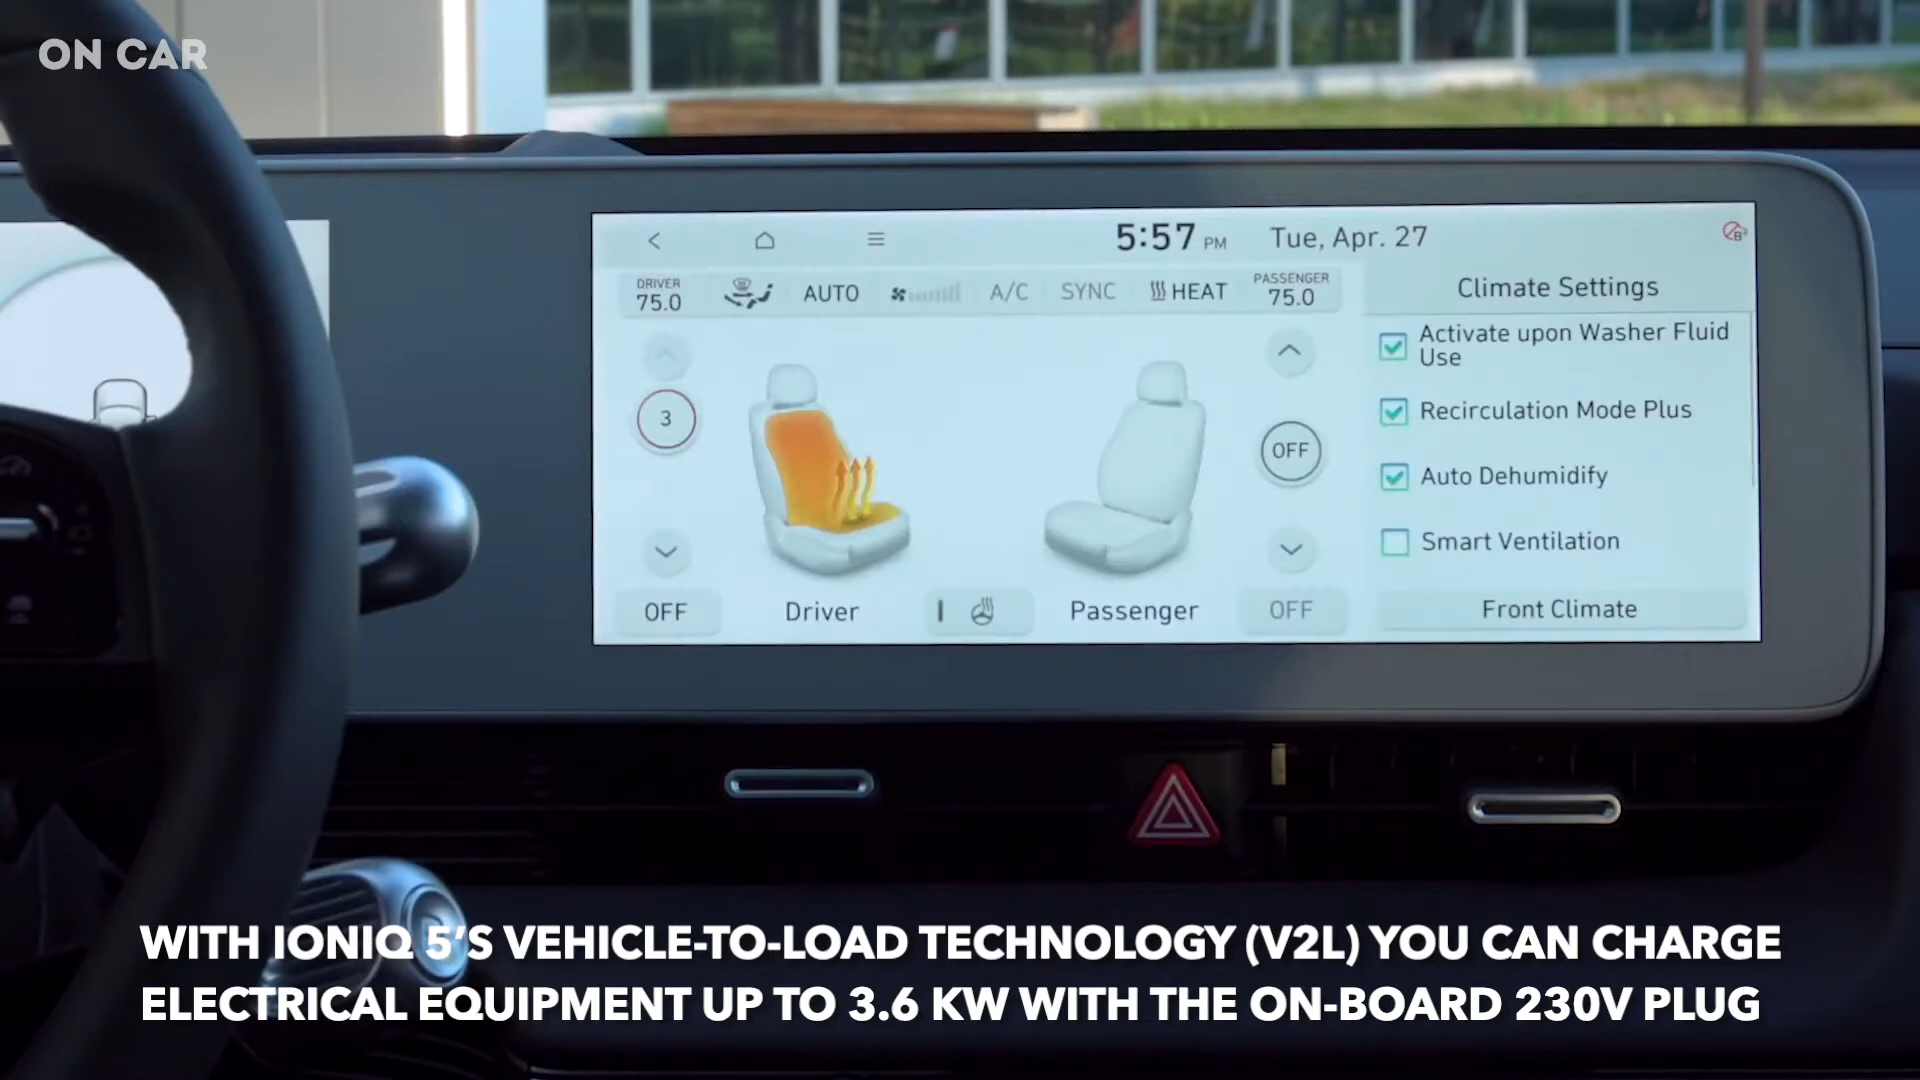 ON CAR
5:57 PM
Tue, Apr. 27
DRIVER
75.0
AUTO
A/C
SYNC
HEAT
PASSENGER
75.0
Climate Settings
Activate upon Washer Fluid
Use
Recirculation Mode Plus
Auto Dehumidify
Smart Ventilation
Front Climate
3
OFF
OFF
Driver
Passenger
OFF
WITH IONIQ 5'S VEHICLE-TO-LOAD TECHNOLOGY (V2L) YOU CAN CHARGE
ELECTRICAL EQUIPMENT UP TO 3.6 KW WITH THE ON-BOARD 230V PLUG